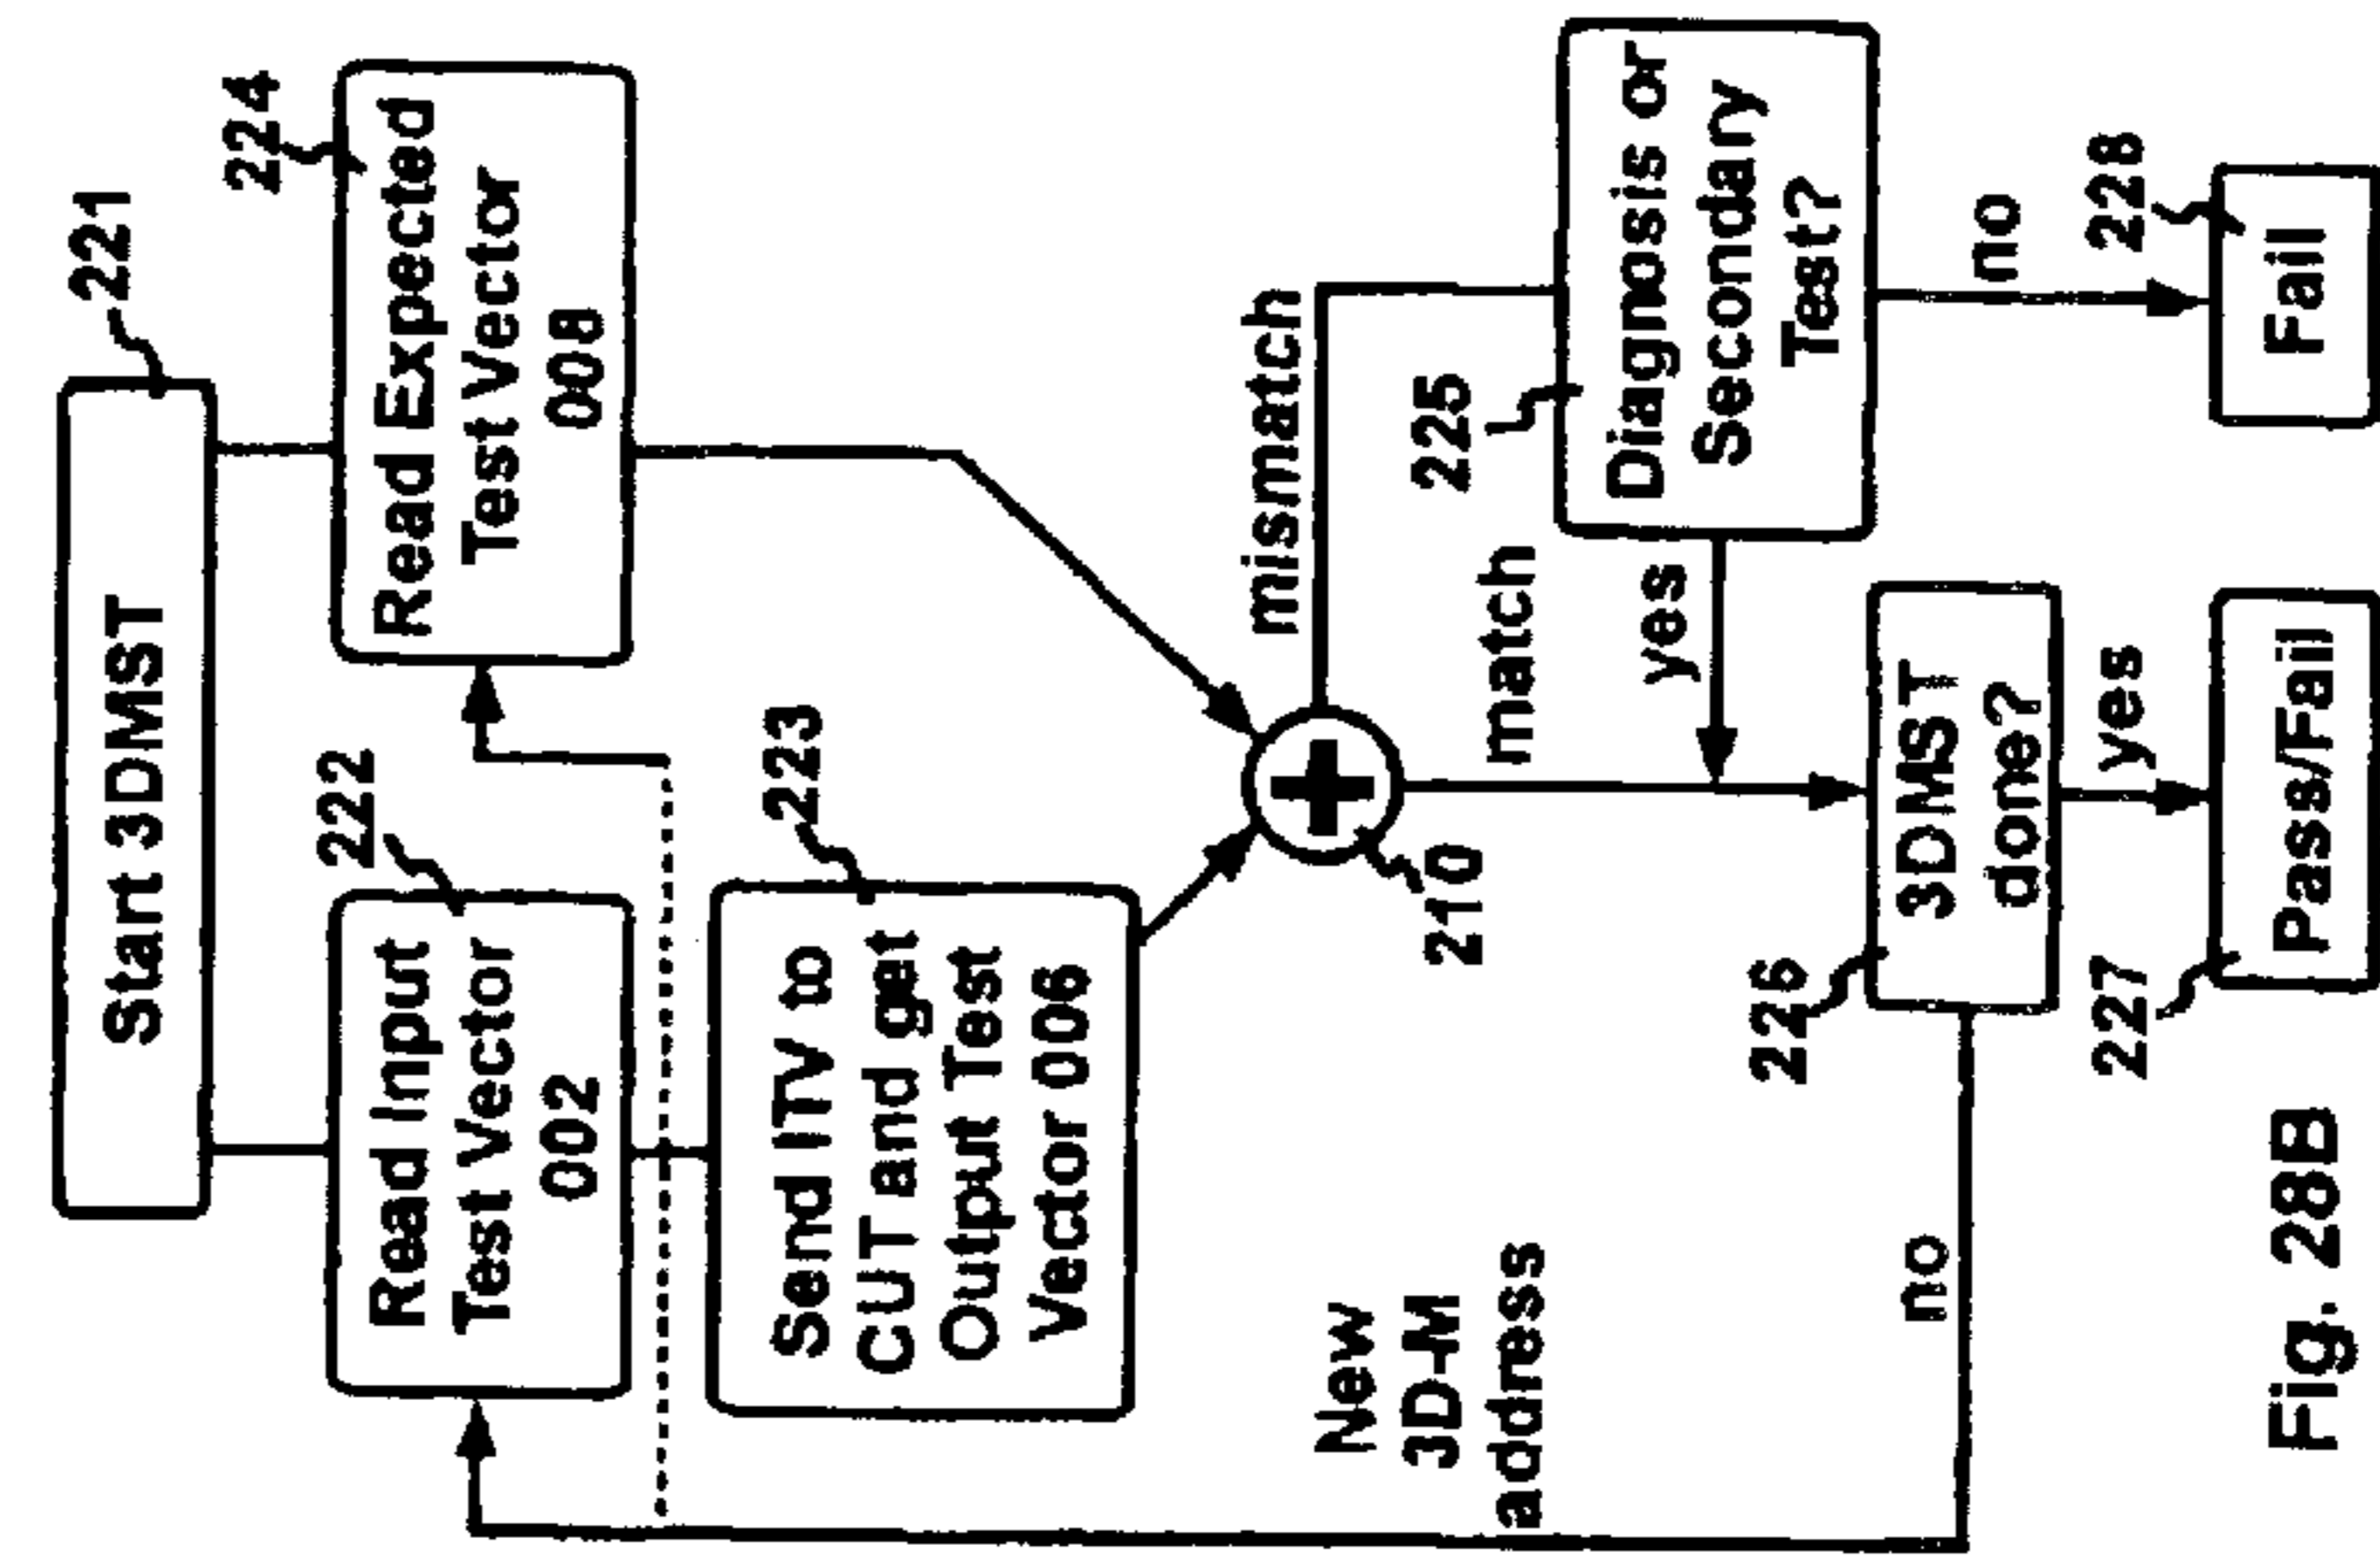 221
Start 3DMST
222
224
Read Input
Test Vector
002
Read Expected
Test Vector
008
223
Send ITV to
CUT and get
Output Test
Vector 006
210
mismatch
match
New
3D-M
address
225
Diagnosis or
Secondary
Test?
yes
no
226
3DMST
done?
no
yes
227
Pass/Fail
228
Fail
Fig. 28B